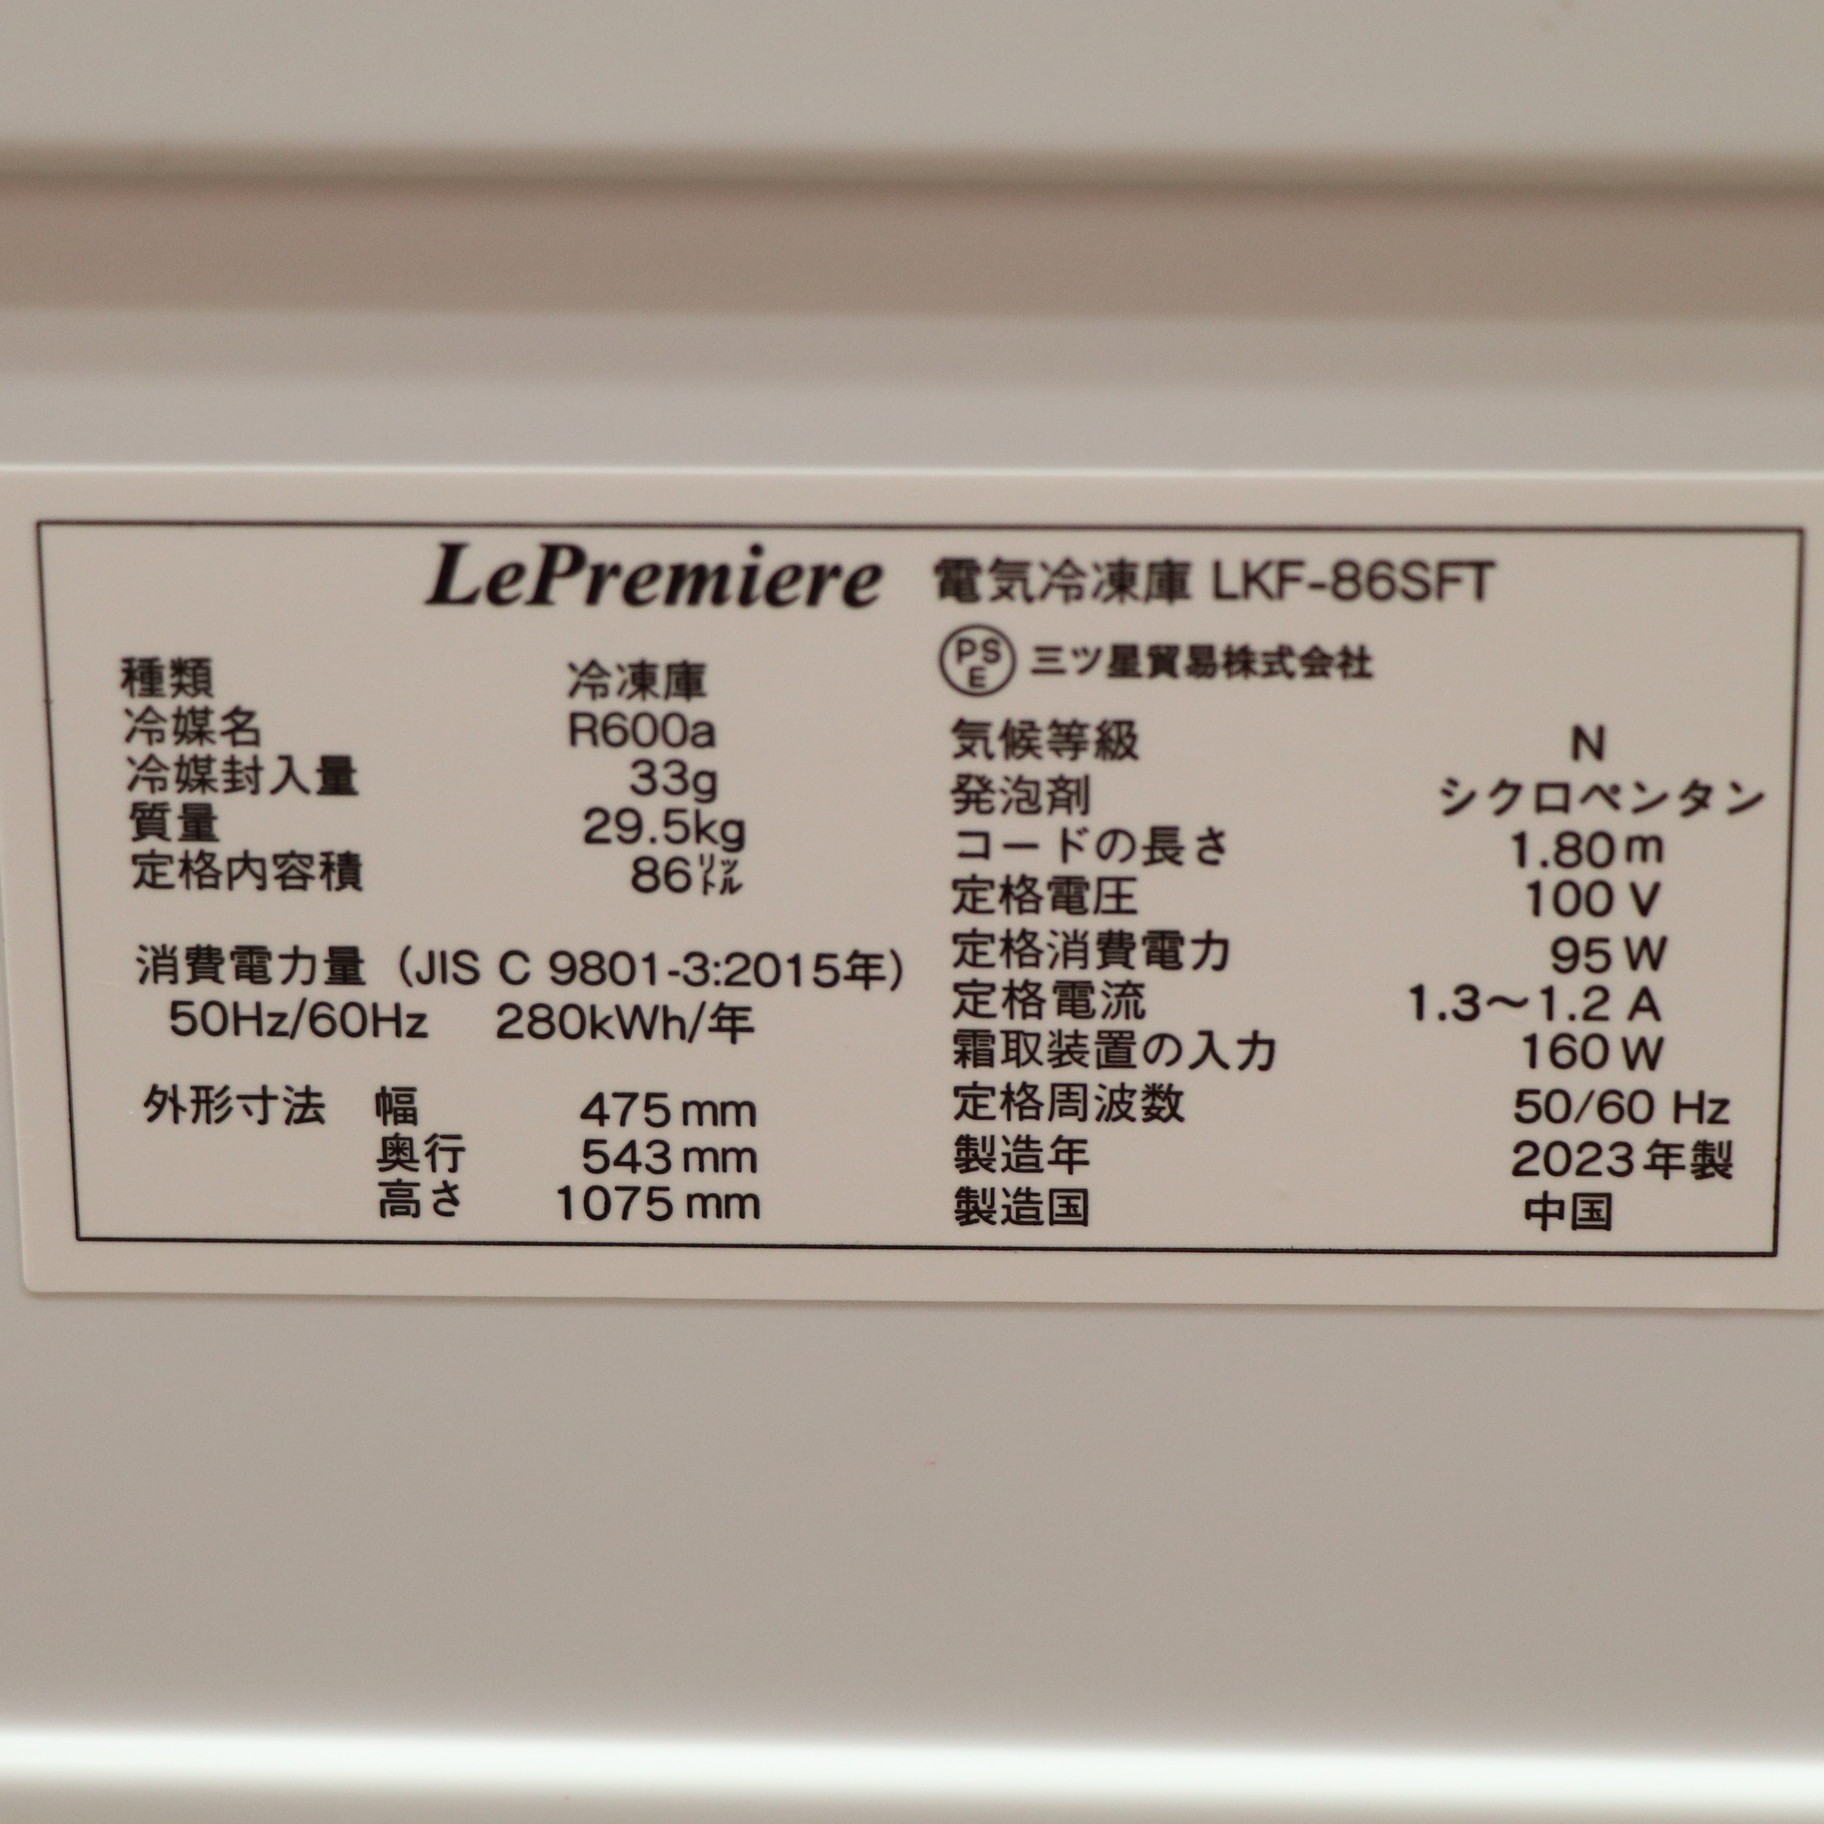 LePremiere 電気冷凍庫 LKF-86SFT
PSE 三ツ星貿易株式会社
種類 冷凍庫
冷媒名 R600a
冷媒封入量 33g
質量 29.5kg
定格内容積 86㍑
消費電力量（JIS C 9801-3:2015年）
50Hz/60Hz 280kWh/年
外形寸法 幅 475mm
奥行 543mm
高さ 1075mm
気候等級 N
発泡剤 シクロペンタン
コードの長さ 1.80m
定格電圧 100 V
定格消費電力 95W
定格電流 1.3〜1.2 A
霜取装置の入力 160W
定格周波数 50/60 Hz
製造年 2023年製
製造国 中国